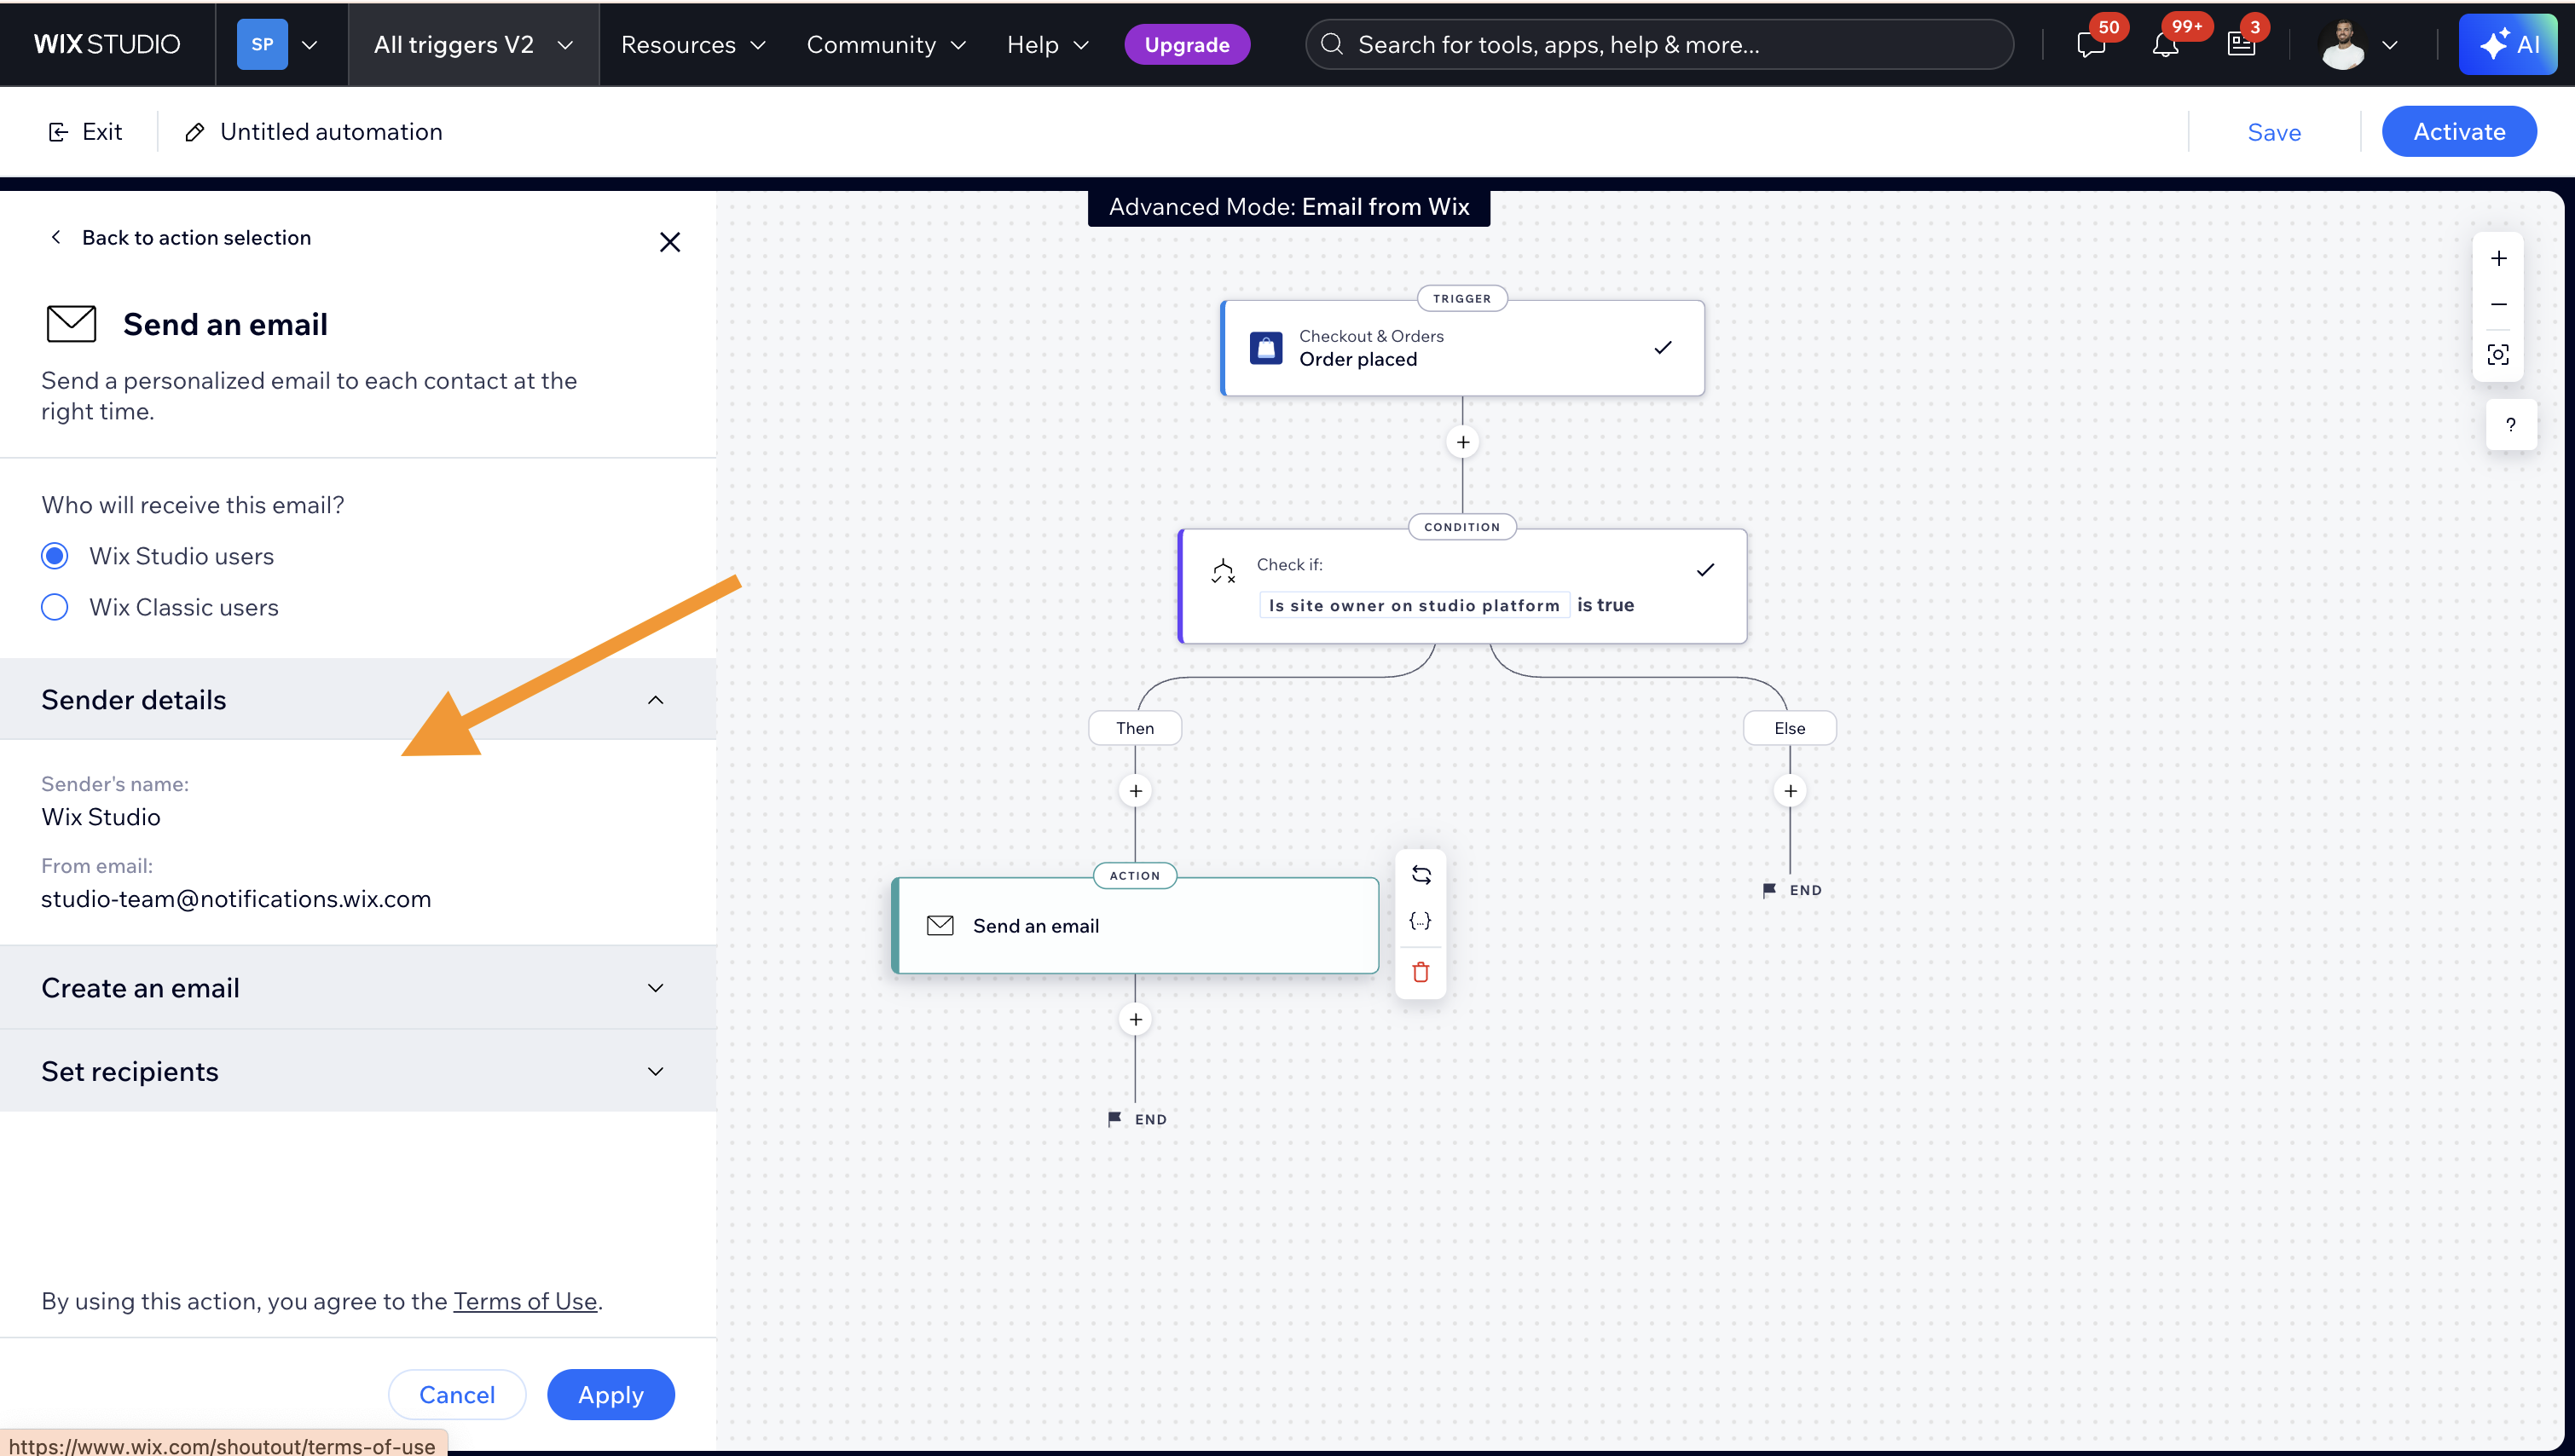 WIX STUDIO
SP
All triggers V2
Resources
Community
Help
Upgrade
Search for tools, apps, help & more...
50
99+
3
AI
Exit
Untitled automation
Save
Activate
Advanced Mode: Email from Wix
Back to action selection
Send an email
Send a personalized email to each contact at the
right time.
Who will receive this email?
Wix Studio users
Wix Classic users
Sender details
Sender's name:
Wix Studio
From email:
studio-team@notifications.wix.com
Create an email
Set recipients
By using this action, you agree to the Terms of Use.
Cancel
Apply
https://www.wix.com/shoutout/terms-of-use
TRIGGER
Checkout & Orders
Order placed
CONDITION
Check if:
Is site owner on studio platform is true
Then
Else
ACTION
Send an email
{...}
END
END
?